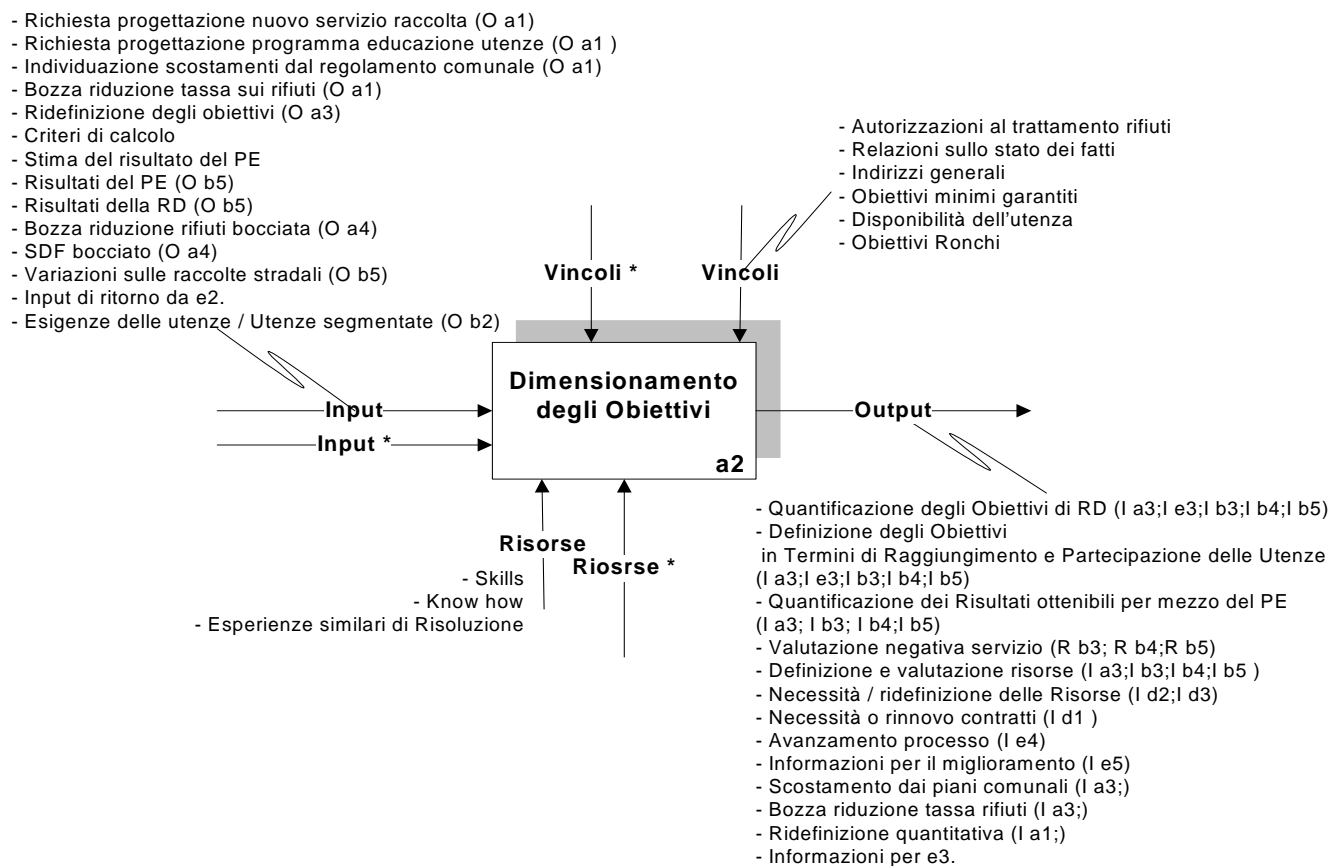 - Richiesta progettazione nuovo servizio raccolta (O a1)
- Richiesta progettazione programma educazione utenze (O a1 )
- Individuazione scostamenti dal regolamento comunale (O a1)
- Bozza riduzione tassa sui rifiuti (O a1)
- Ridefinizione degli obiettivi (O a3)
- Criteri di calcolo
- Stima del risultato del PE
- Risultati del PE (O b5)
- Risultati della RD (O b5)
- Bozza riduzione rifiuti bocciata (O a4)
- SDF bocciato (O a4)
- Variazioni sulle raccolte stradali (O b5)
- Input di ritorno da e2.
- Esigenze delle utenze / Utenze segmentate (O b2)
- Autorizzazioni al trattamento rifiuti
- Relazioni sullo stato dei fatti
- Indirizzi generali
- Obiettivi minimi garantiti
- Disponibilità dell'utenza
- Obiettivi Ronchi
Vincoli *
Vincoli
Dimensionamento
degli Obiettivi
a2
Input
Input *
Output
Risorse
Riosrse *
- Skills
- Know how
- Esperienze similari di Risoluzione
- Quantificazione degli Obiettivi di RD (I a3;I e3;I b3;I b4;I b5)
- Definizione degli Obiettivi
in Termini di Raggiungimento e Partecipazione delle Utenze
(I a3;I e3;I b3;I b4;I b5)
- Quantificazione dei Risultati ottenibili per mezzo del PE
(I a3; I b3; I b4;I b5)
- Valutazione negativa servizio (R b3; R b4;R b5)
- Definizione e valutazione risorse (I a3;I b3;I b4;I b5 )
- Necessità / ridefinizione delle Risorse (I d2;I d3)
- Necessità o rinnovo contratti (I d1 )
- Avanzamento processo (I e4)
- Informazioni per il miglioramento (I e5)
- Scostamento dai piani comunali (I a3;)
- Bozza riduzione tassa rifiuti (I a3;)
- Ridefinizione quantitativa (I a1;)
- Informazioni per e3.